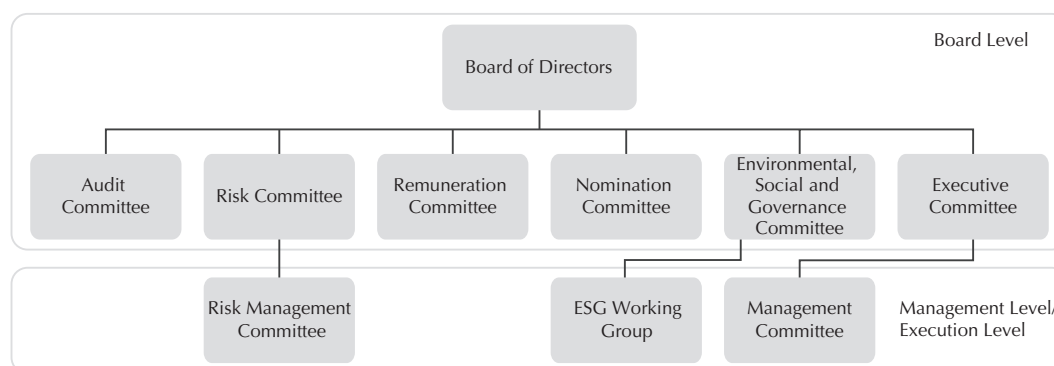 Board Level
Board of Directors
Audit
Committee
Risk Committee
Remuneration
Committee
Nomination
Committee
Environmental,
Social and
Governance
Committee
Executive
Committee
Risk Management
Committee
ESG Working
Group
Management
Committee
Management Level/
Execution Level